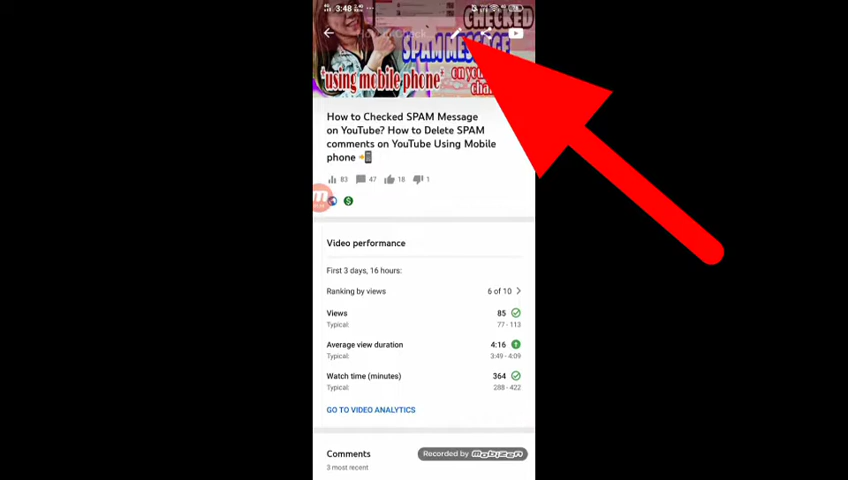 3:48
CHECKED
SPAM MESSAGE
*using mobile phone*
on you
cha
How to Checked SPAM Message
on YouTube? How to Delete SPAM
comments on YouTube Using Mobile
phone
83 47 18 1
Video performance
First 3 days, 16 hours:
Ranking by views 6 of 10
Views 85
Typical: 77 - 113
Average view duration 4:16
Typical: 3:49 - 4:09
Watch time (minutes) 364
Typical: 288 - 422
GO TO VIDEO ANALYTICS
Comments
3 most recent
Recorded by mobizen